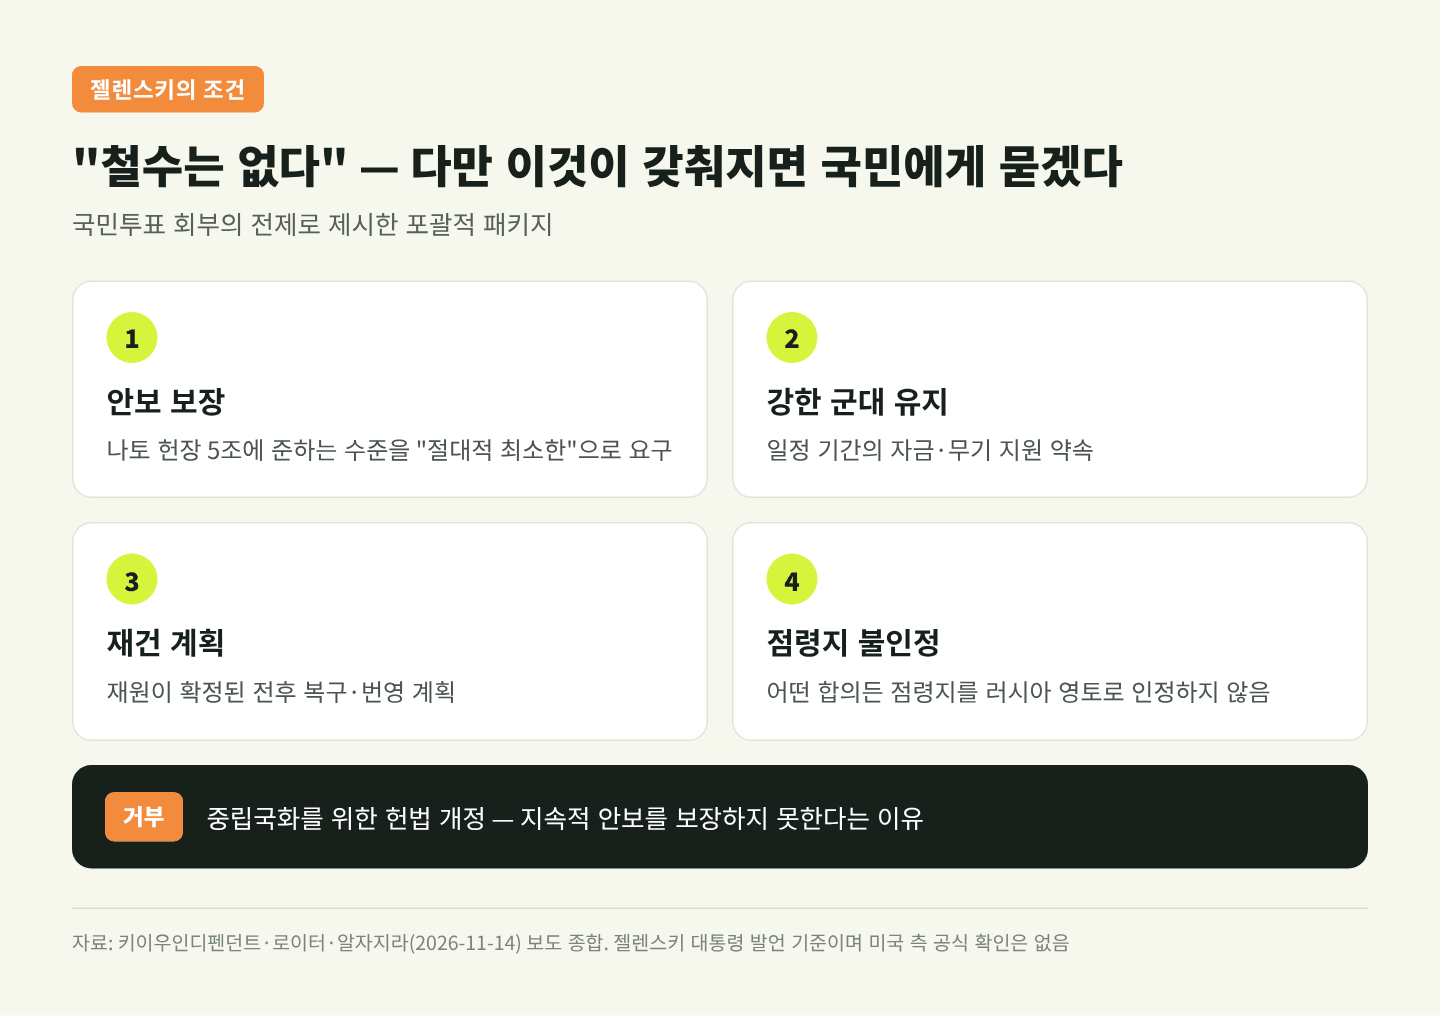 젤렌스키의 조건
"철수는 없다" — 다만 이것이 갖춰지면 국민에게 묻겠다
국민투표 회부의 전제로 제시한 포괄적 패키지
1
안보 보장
나토 헌장 5조에 준하는 수준을 "절대적 최소한"으로 요구
2
강한 군대 유지
일정 기간의 자금·무기 지원 약속
3
재건 계획
재원이 확정된 전후 복구·번영 계획
4
점령지 불인정
어떤 합의든 점령지를 러시아 영토로 인정하지 않음
거부
중립국화를 위한 헌법 개정 — 지속적 안보를 보장하지 못한다는 이유
자료: 키이우인디펜던트·로이터·알자지라(2026-11-14) 보도 종합. 젤렌스키 대통령 발언 기준이며 미국 측 공식 확인은 없음